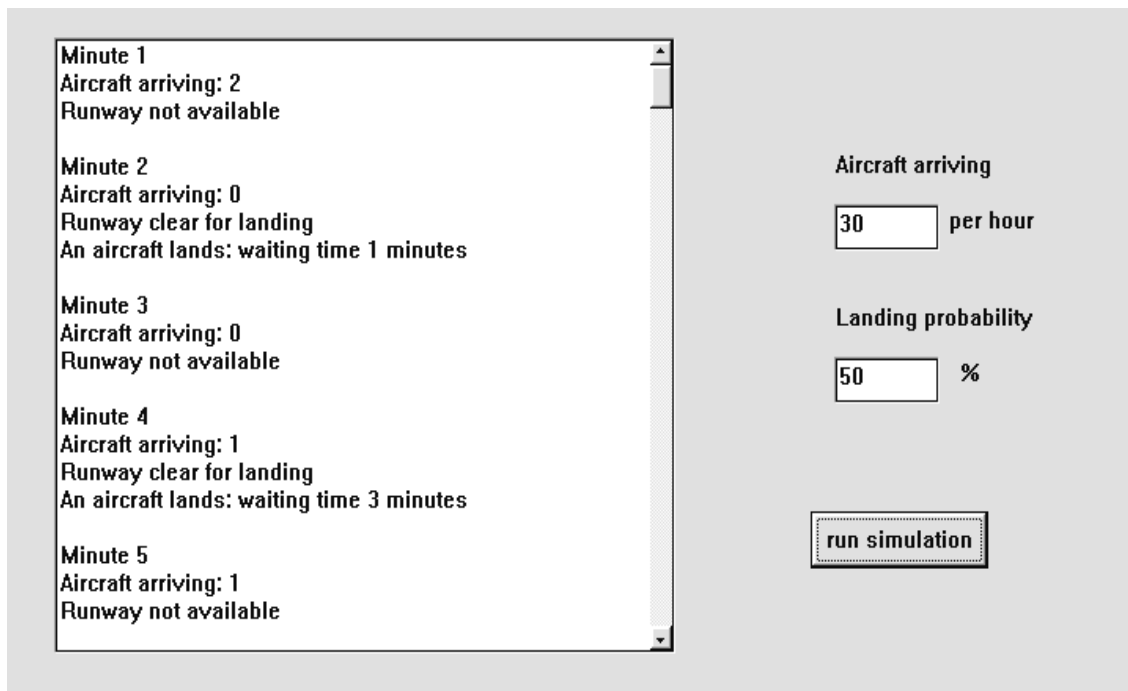 Minute 1
Aircraft arriving: 2
Runway not available
Minute 2
Aircraft arriving: 0
Runway clear for landing
An aircraft lands: waiting time 1 minutes
Minute 3
Aircraft arriving: 0
Runway not available
Minute 4
Aircraft arriving: 1
Runway clear for landing
An aircraft lands: waiting time 3 minutes
Minute 5
Aircraft arriving: 1
Runway not available
Aircraft arriving
30 per hour
Landing probability
50 %
run simulation